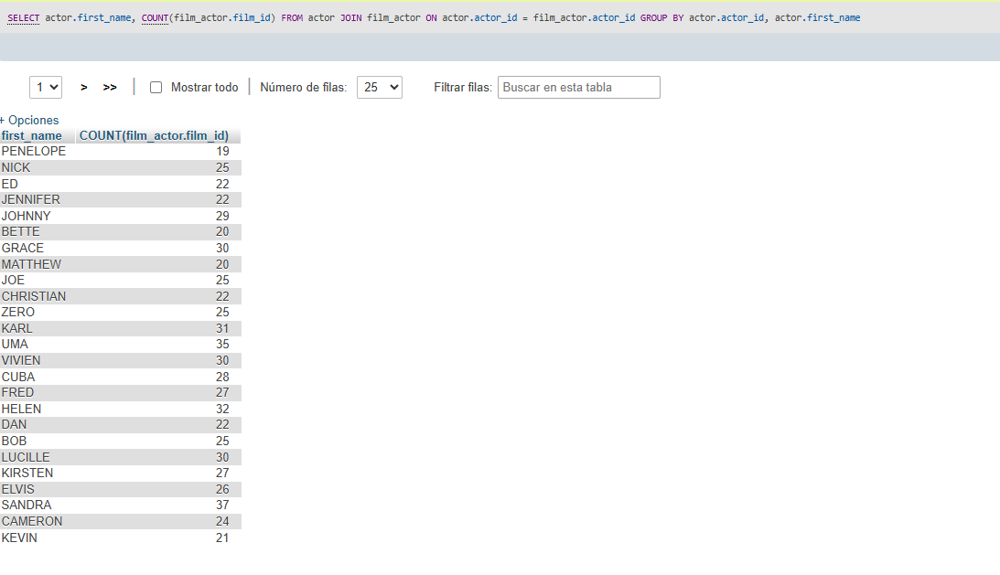 SELECT actor.first_name, COUNT(film_actor.film_id) FROM actor JOIN film_actor ON actor.actor_id = film_actor.actor_id GROUP BY actor.actor_id, actor.first_name
1 > >> | Mostrar todo | Número de filas: 25 Filtrar filas: Buscar en esta tabla
+ Opciones
first_name COUNT(film_actor.film_id)
PENELOPE 19
NICK 25
ED 22
JENNIFER 22
JOHNNY 29
BETTE 20
GRACE 30
MATTHEW 20
JOE 25
CHRISTIAN 22
ZERO 25
KARL 31
UMA 35
VIVIEN 30
CUBA 28
FRED 27
HELEN 32
DAN 22
BOB 25
LUCILLE 30
KIRSTEN 27
ELVIS 26
SANDRA 37
CAMERON 24
KEVIN 21